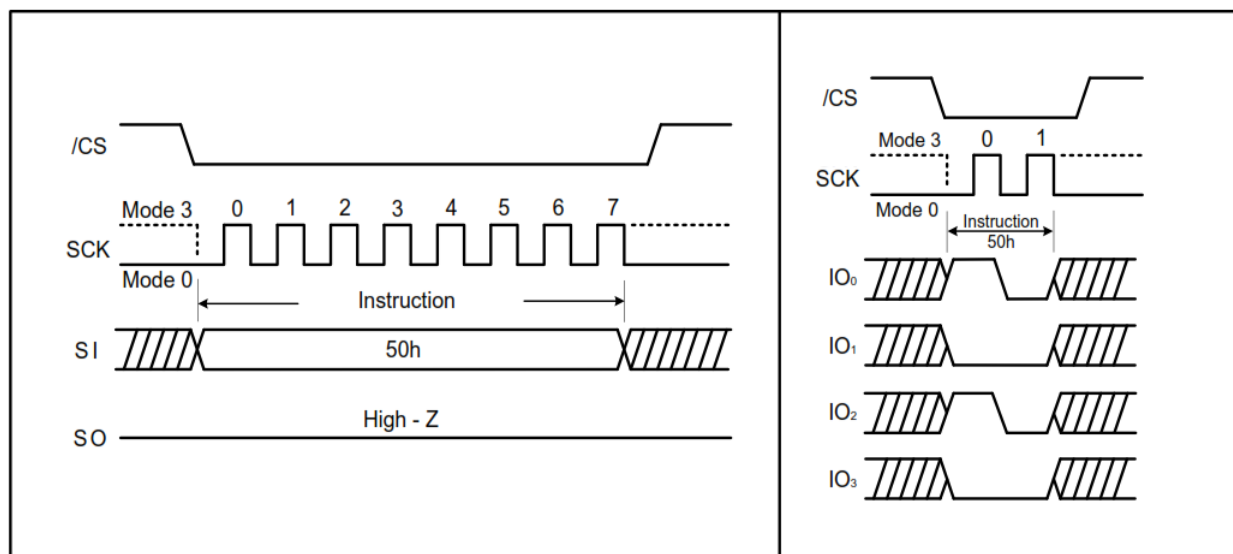 /CS
Mode 3 0 1 2 3 4 5 6 7
SCK
Mode 0
Instruction
SI 50h
High - Z
SO
/CS
Mode 3 0 1
SCK
Mode 0
Instruction
50h
IO₀
IO₁
IO₂
IO₃